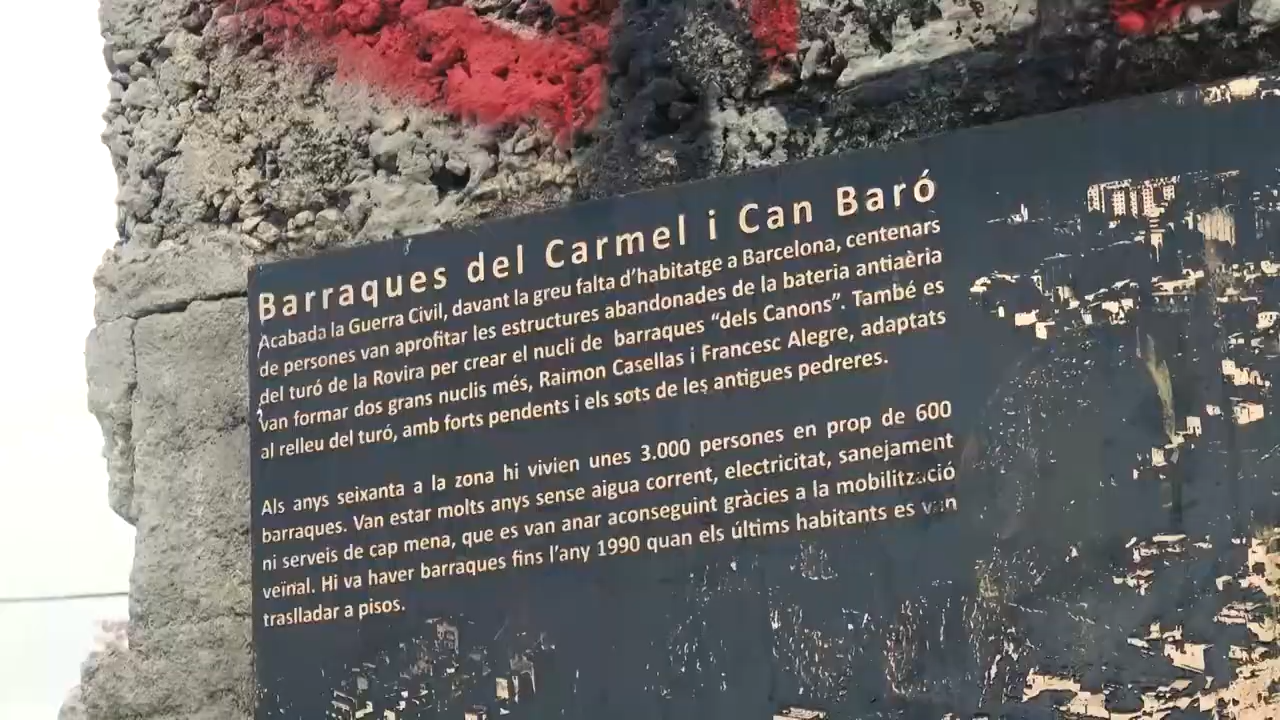 Barraques del Carmel i Can Baró
Acabada la Guerra Civil, davant la greu falta d'habitatge a Barcelona, centenars
de persones van aprofitar les estructures abandonades de la bateria antiaèria
del turó de la Rovira per crear el nucli de barraques “dels Canons”. També es
van formar dos grans nuclis més, Raimon Casellas i Francesc Alegre, adaptats
al relleu del turó, amb forts pendents i els sots de les antigues pedreres.
Als anys seixanta a la zona hi vivien unes 3.000 persones en prop de 600
barraques. Van estar molts anys sense aigua corrent, electricitat, sanejament
ni serveis de cap mena, que es van anar aconseguint gràcies a la mobilització
veïnal. Hi va haver barraques fins l'any 1990 quan els últims habitants es van
traslladar a pisos.